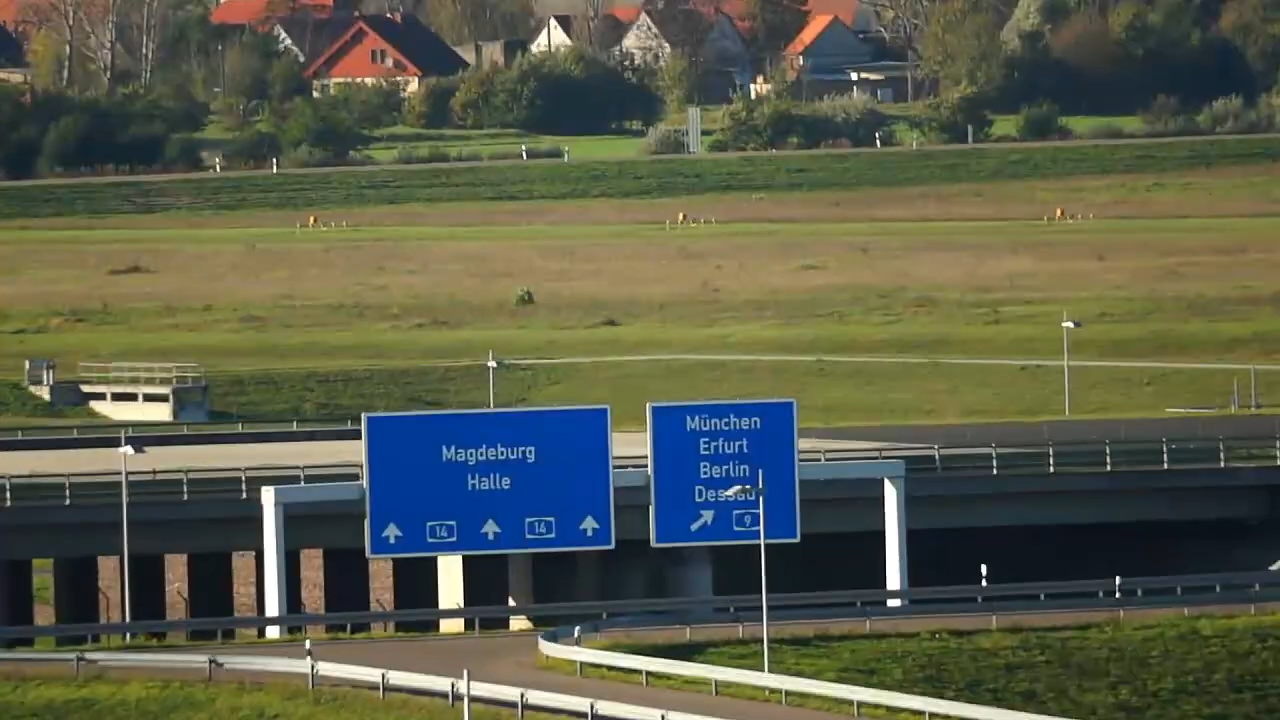 Magdeburg
Halle
14 14
München
Erfurt
Berlin
Dessau
9